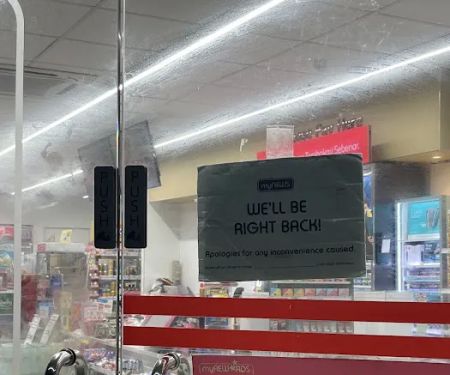 PUSH
PUSH
myNEWS
WE'LL BE
RIGHT BACK!
Apologies for any inconvenience caused.
myREWARDS